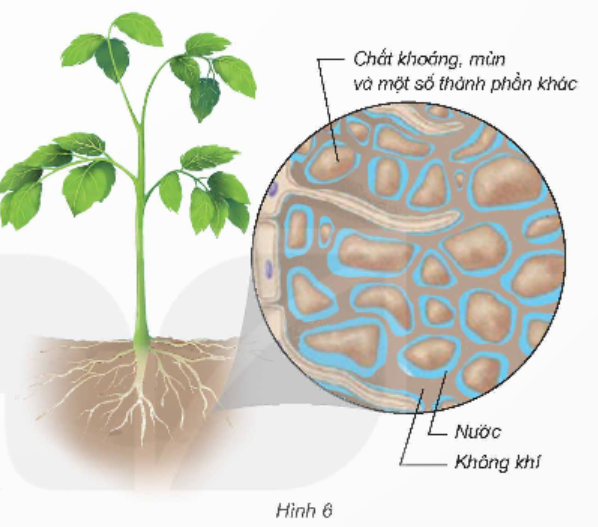 Chất khoáng, mùn
và một số thành phần khác
Nước
Không khí
Hình 6